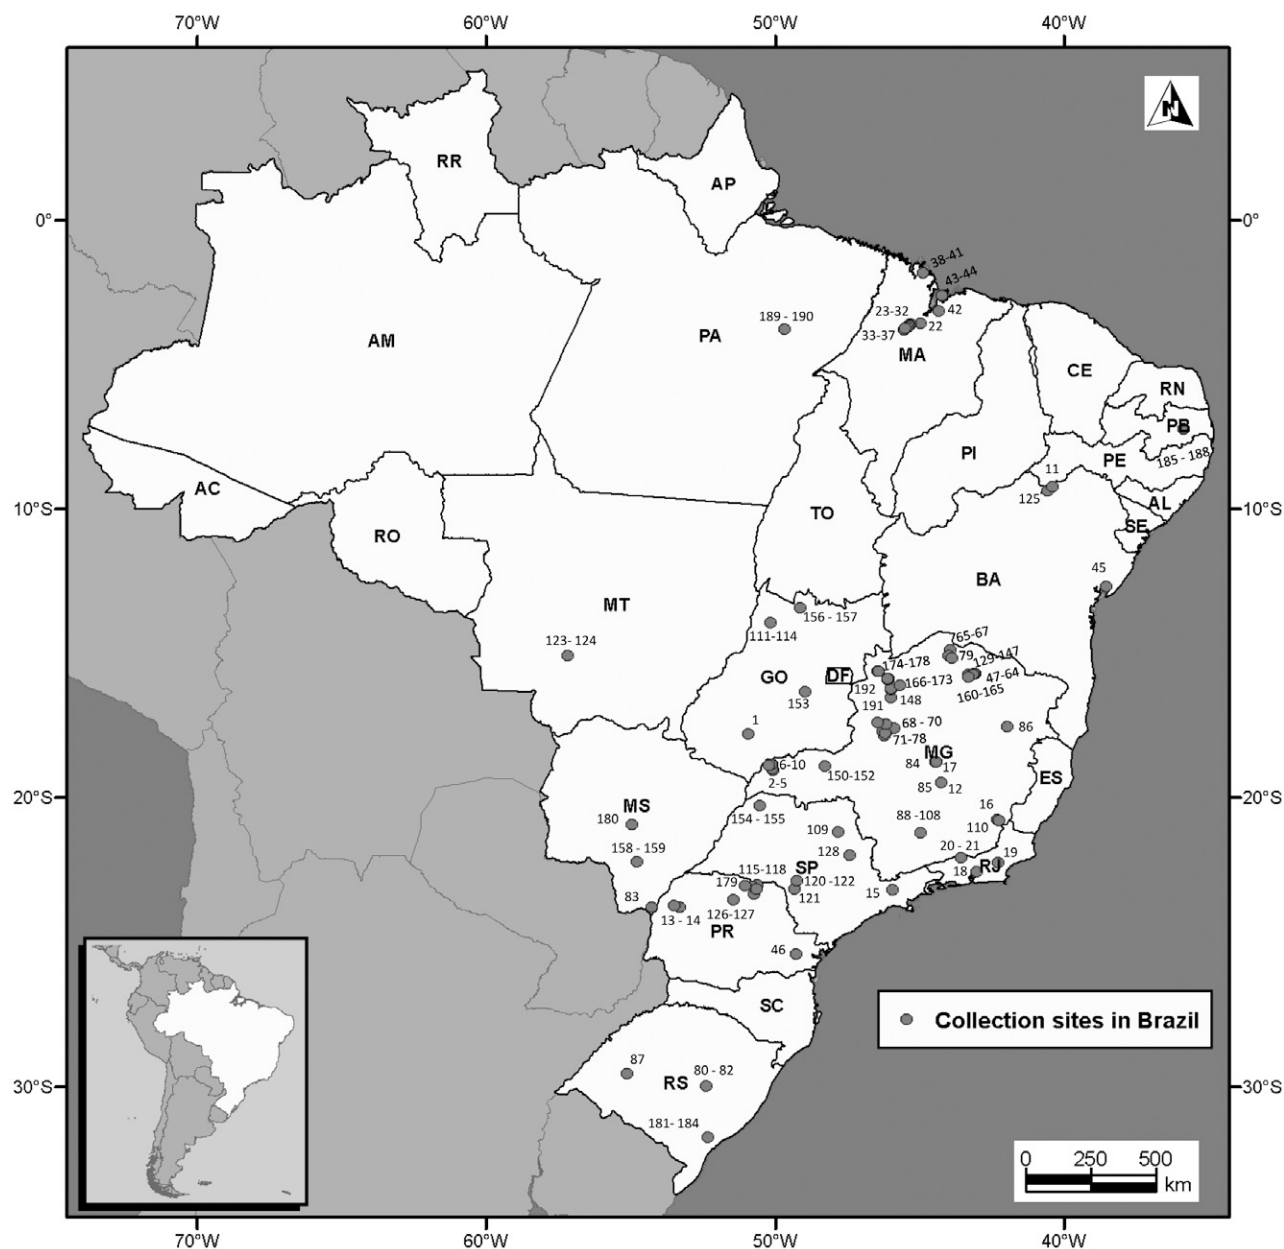 70°W 60°W 50°W 40°W
N
RR
AP
0° 0°
38-41
43-44
189 - 190
23-32
42
22
33-37
AM
PA
MA
CE
RN
PB
PI
PE
185 - 188
11
125
AC
AL
10°S 10°S
TO
SE
RO
BA
45
MT
156 - 157
111-114
123- 124
65-67
79
129-147
174-178
GO
DF
166-173
47-64
192
160-165
153
148
191
1
68 - 70
86
71-78
MG
84
17
6-10
150-152
ES
2-5
85
12
20°S 20°S
MS
180
154 - 155
88 -108
16
109
110
158 - 159
128
20 - 21
19
115-118
SP
RJ
179
120 -122
18
83
121
15
13 - 14
126-127
PR
46
SC
Collection sites in Brazil
87
80 - 82
RS
30°S 30°S
181- 184
0 250 500
km
70°W 60°W 50°W 40°W